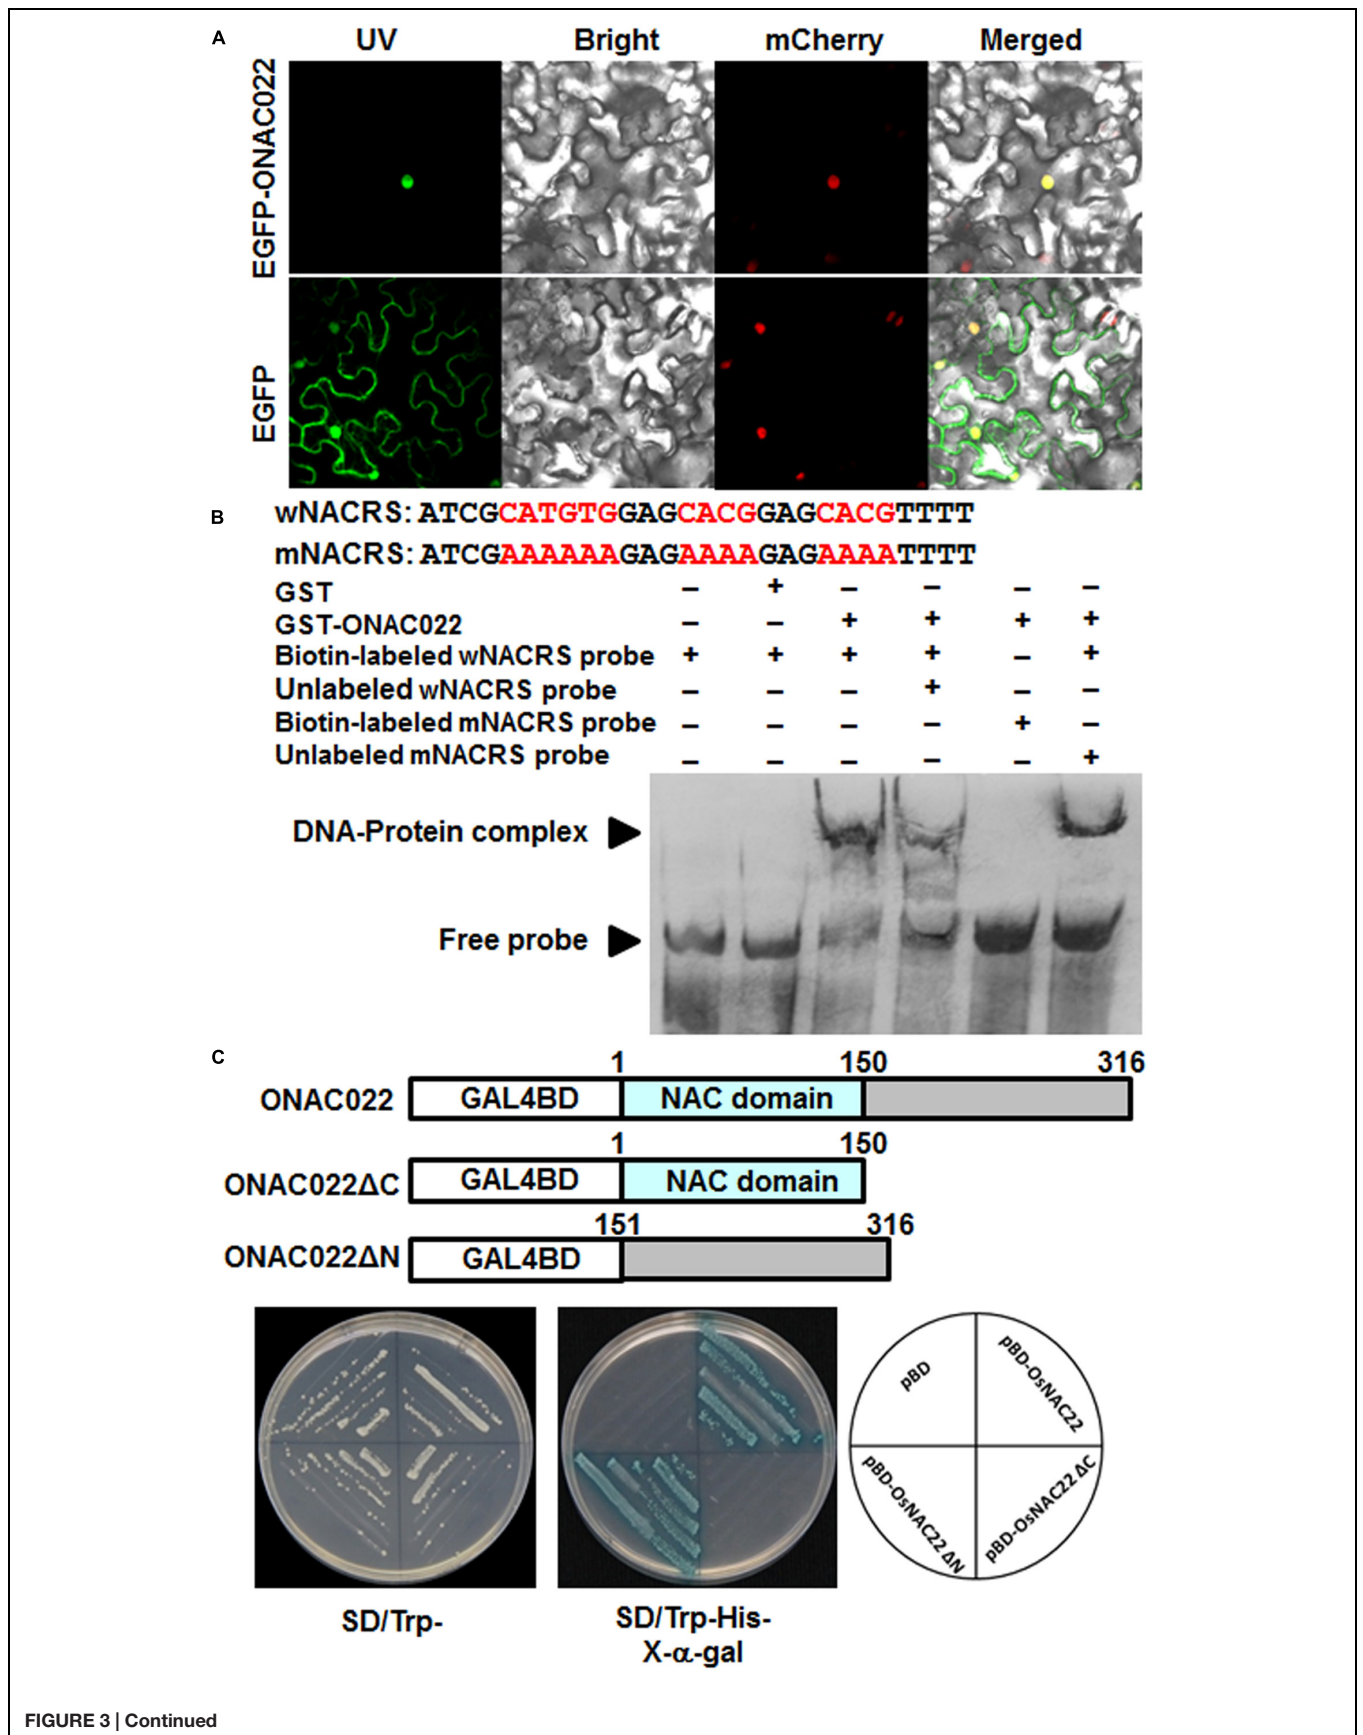 A
UV Bright mCherry Merged
EGFP-ONAC022
EGFP
B
wNACRS: ATCGCATGTGGAGCACGGAGCACGTTTT
mNACRS: ATCGAAAAAAGAGAAAAGAGAAAATTTT
GST – + – – – –
GST-ONAC022 – – + + + +
Biotin-labeled wNACRS probe + + + + – +
Unlabeled wNACRS probe – – – + – –
Biotin-labeled mNACRS probe – – – – + –
Unlabeled mNACRS probe – – – – – +
DNA-Protein complex
Free probe
C
1 150 316
ONAC022 GAL4BD NAC domain
1 150
ONAC022ΔC GAL4BD NAC domain
151 316
ONAC022ΔN GAL4BD
pBD pBD-OsNAC22
pBD-OsNAC22 ΔN pBD-OsNAC22 ΔC
SD/Trp- SD/Trp-His-
X-α-gal
FIGURE 3 | Continued